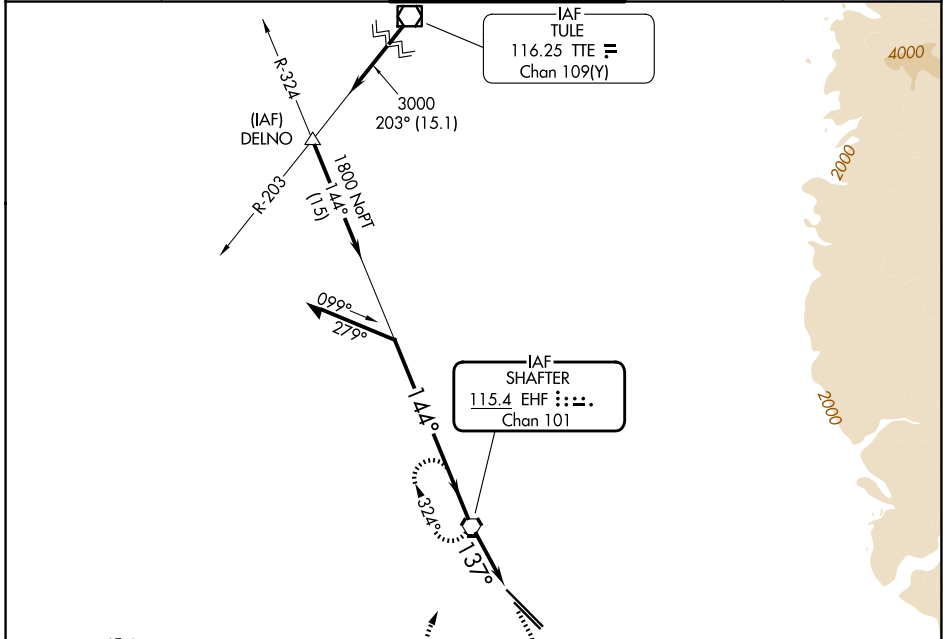 IAF
TULE
116.25 TTE
Chan 109(Y)
4000
R-324
3000
203° (15.1)
(IAF)
DELNO
R-203
1800 NoPT
144°
(15)
2000
099°
279°
IAF
SHAFTER
115.4 EHF
Chan 101
144°
2000
324°
137°